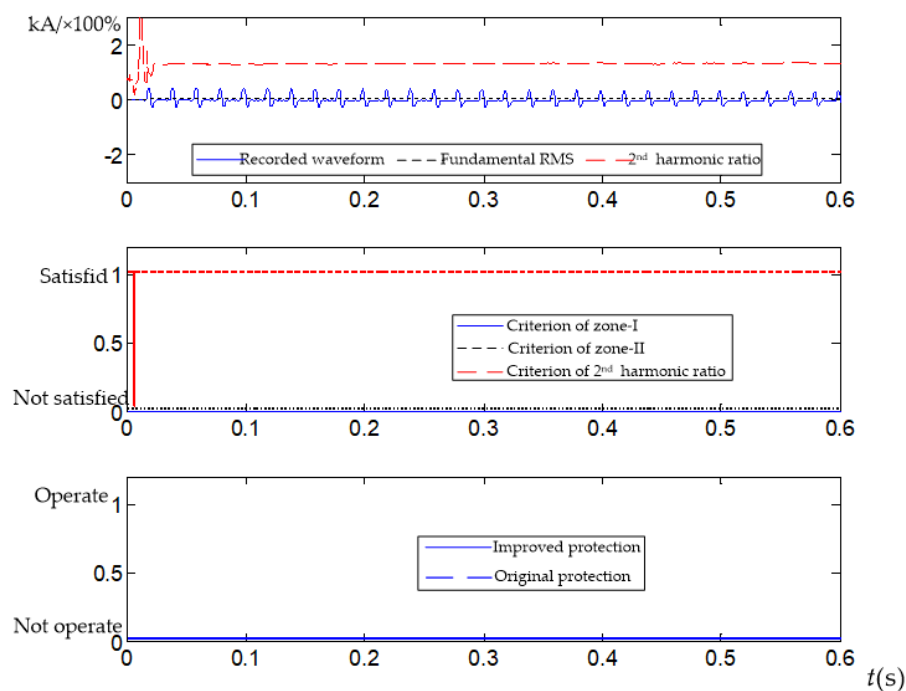 kA/×100%
2
0
-2
Recorded waveform Fundamental RMS 2nd harmonic ratio
0 0.1 0.2 0.3 0.4 0.5 0.6
Satisfid 1
0.5
Not satisfied 0
Criterion of zone-I
Criterion of zone-II
Criterion of 2nd harmonic ratio
0 0.1 0.2 0.3 0.4 0.5 0.6
Operate 1
0.5
Not operate 0
Improved protection
Original protection
0 0.1 0.2 0.3 0.4 0.5 0.6
t(s)